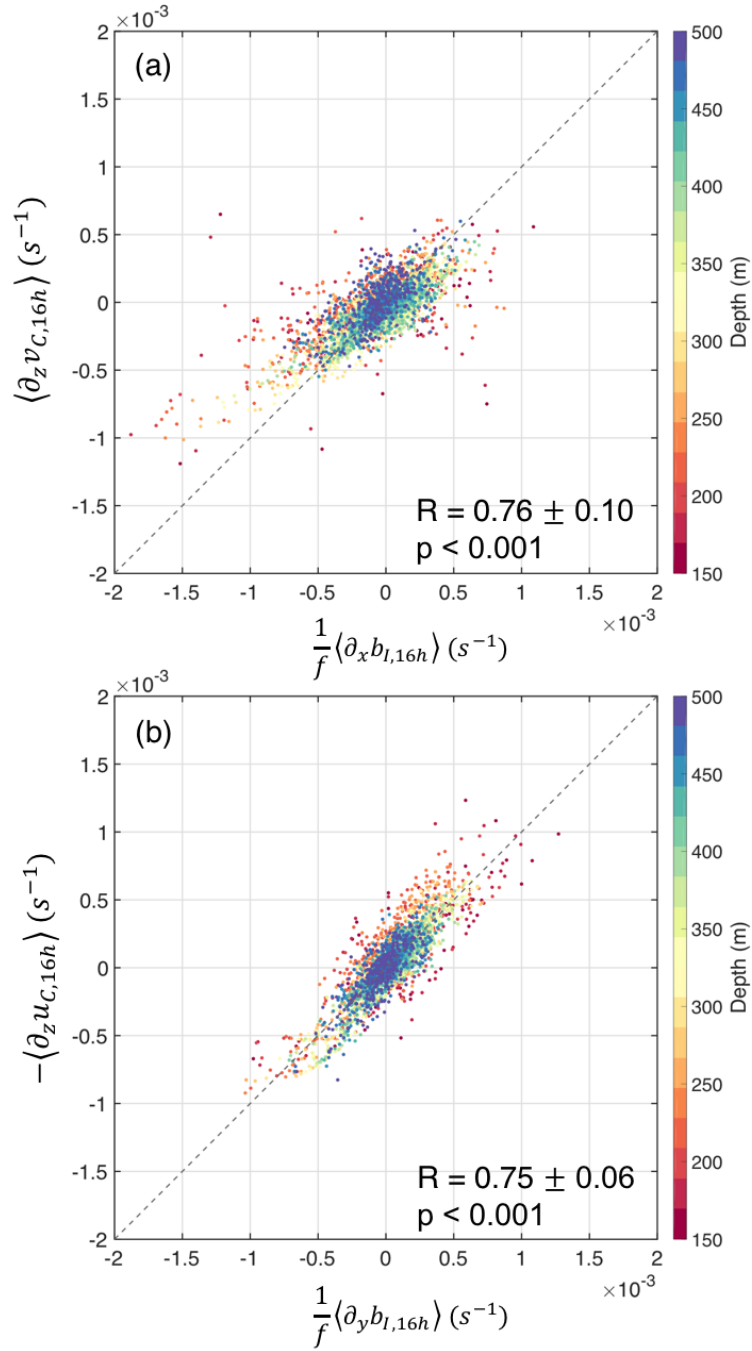 ×10⁻³
2
1.5
1
0.5
0
-0.5
-1
-1.5
-2
(a)
⟨∂zvC,16h⟩ (s⁻¹)
R = 0.76 ± 0.10
p < 0.001
-2 -1.5 -1 -0.5 0 0.5 1 1.5 2
×10⁻³
1/f ⟨∂xbI,16h⟩ (s⁻¹)
500
450
400
350
300
250
200
150
Depth (m)
×10⁻³
2
1.5
1
0.5
0
-0.5
-1
-1.5
-2
(b)
−⟨∂zuC,16h⟩ (s⁻¹)
R = 0.75 ± 0.06
p < 0.001
-2 -1.5 -1 -0.5 0 0.5 1 1.5 2
×10⁻³
1/f ⟨∂ybI,16h⟩ (s⁻¹)
500
450
400
350
300
250
200
150
Depth (m)